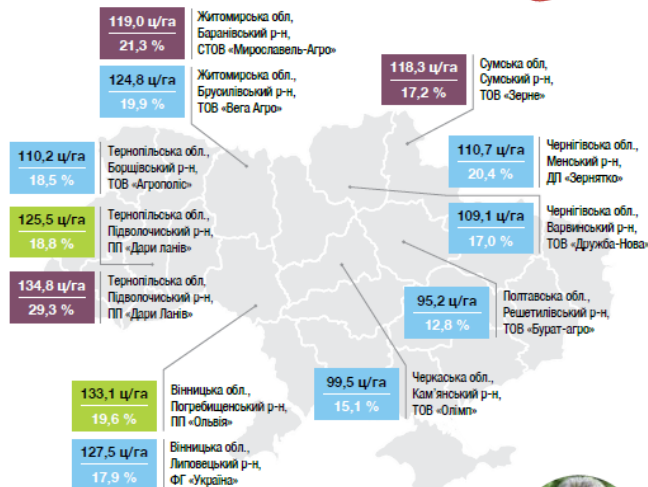 119,0 ц/га
21,3 %
Житомирська обл,
Баранівський р-н,
СТОВ «Мирославель-Агро»
124,8 ц/га
19,9 %
Житомирська обл.,
Брусилівський р-н,
ТОВ «Вега Агро»
118,3 ц/га
17,2 %
Сумська обл,
Сумський р-н,
ТОВ «Зерне»
110,2 ц/га
18,5 %
Тернопільська обл.,
Борщівський р-н,
ТОВ «Агрополіс»
110,7 ц/га
20,4 %
Чернігівська обл.,
Менський р-н,
ДП «Зернятко»
125,5 ц/га
18,8 %
Тернопільська обл.,
Підволочиський р-н,
ПП «Дари ланів»
109,1 ц/га
17,0 %
Чернігівська обл.,
Варвинський р-н,
ТОВ «Дружба-Нова»
134,8 ц/га
29,3 %
Тернопільська обл,
Підволочиський р-н,
ПП «Дари Ланів»
95,2 ц/га
12,8 %
Полтавська обл.,
Решетилівський р-н,
ТОВ «Бурат-агро»
133,1 ц/га
19,6 %
Вінницька обл.,
Погребищенський р-н,
ПП «Ольвія»
99,5 ц/га
15,1 %
Черкаська обл.,
Кам'янський р-н,
ТОВ «Олімп»
127,5 ц/га
17,9 %
Вінницька обл.,
Липовецький р-н,
ФГ «Україна»